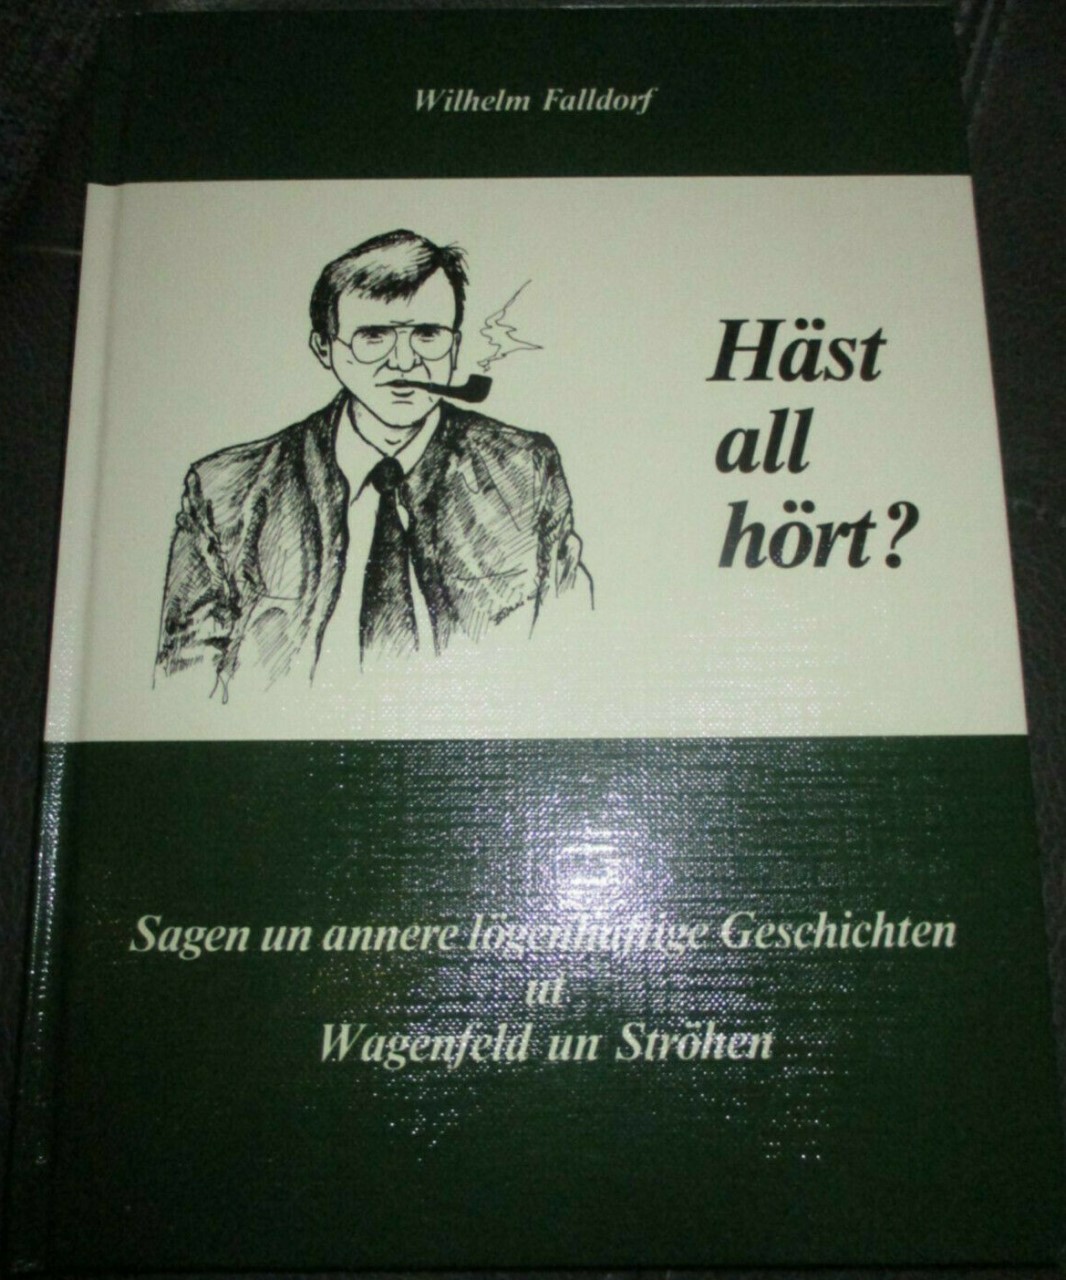 Wilhelm Falldorf
Häst
all
hört?
Sagen un annere lögenhaftige Geschichten
ut
Wagenfeld un Ströhen